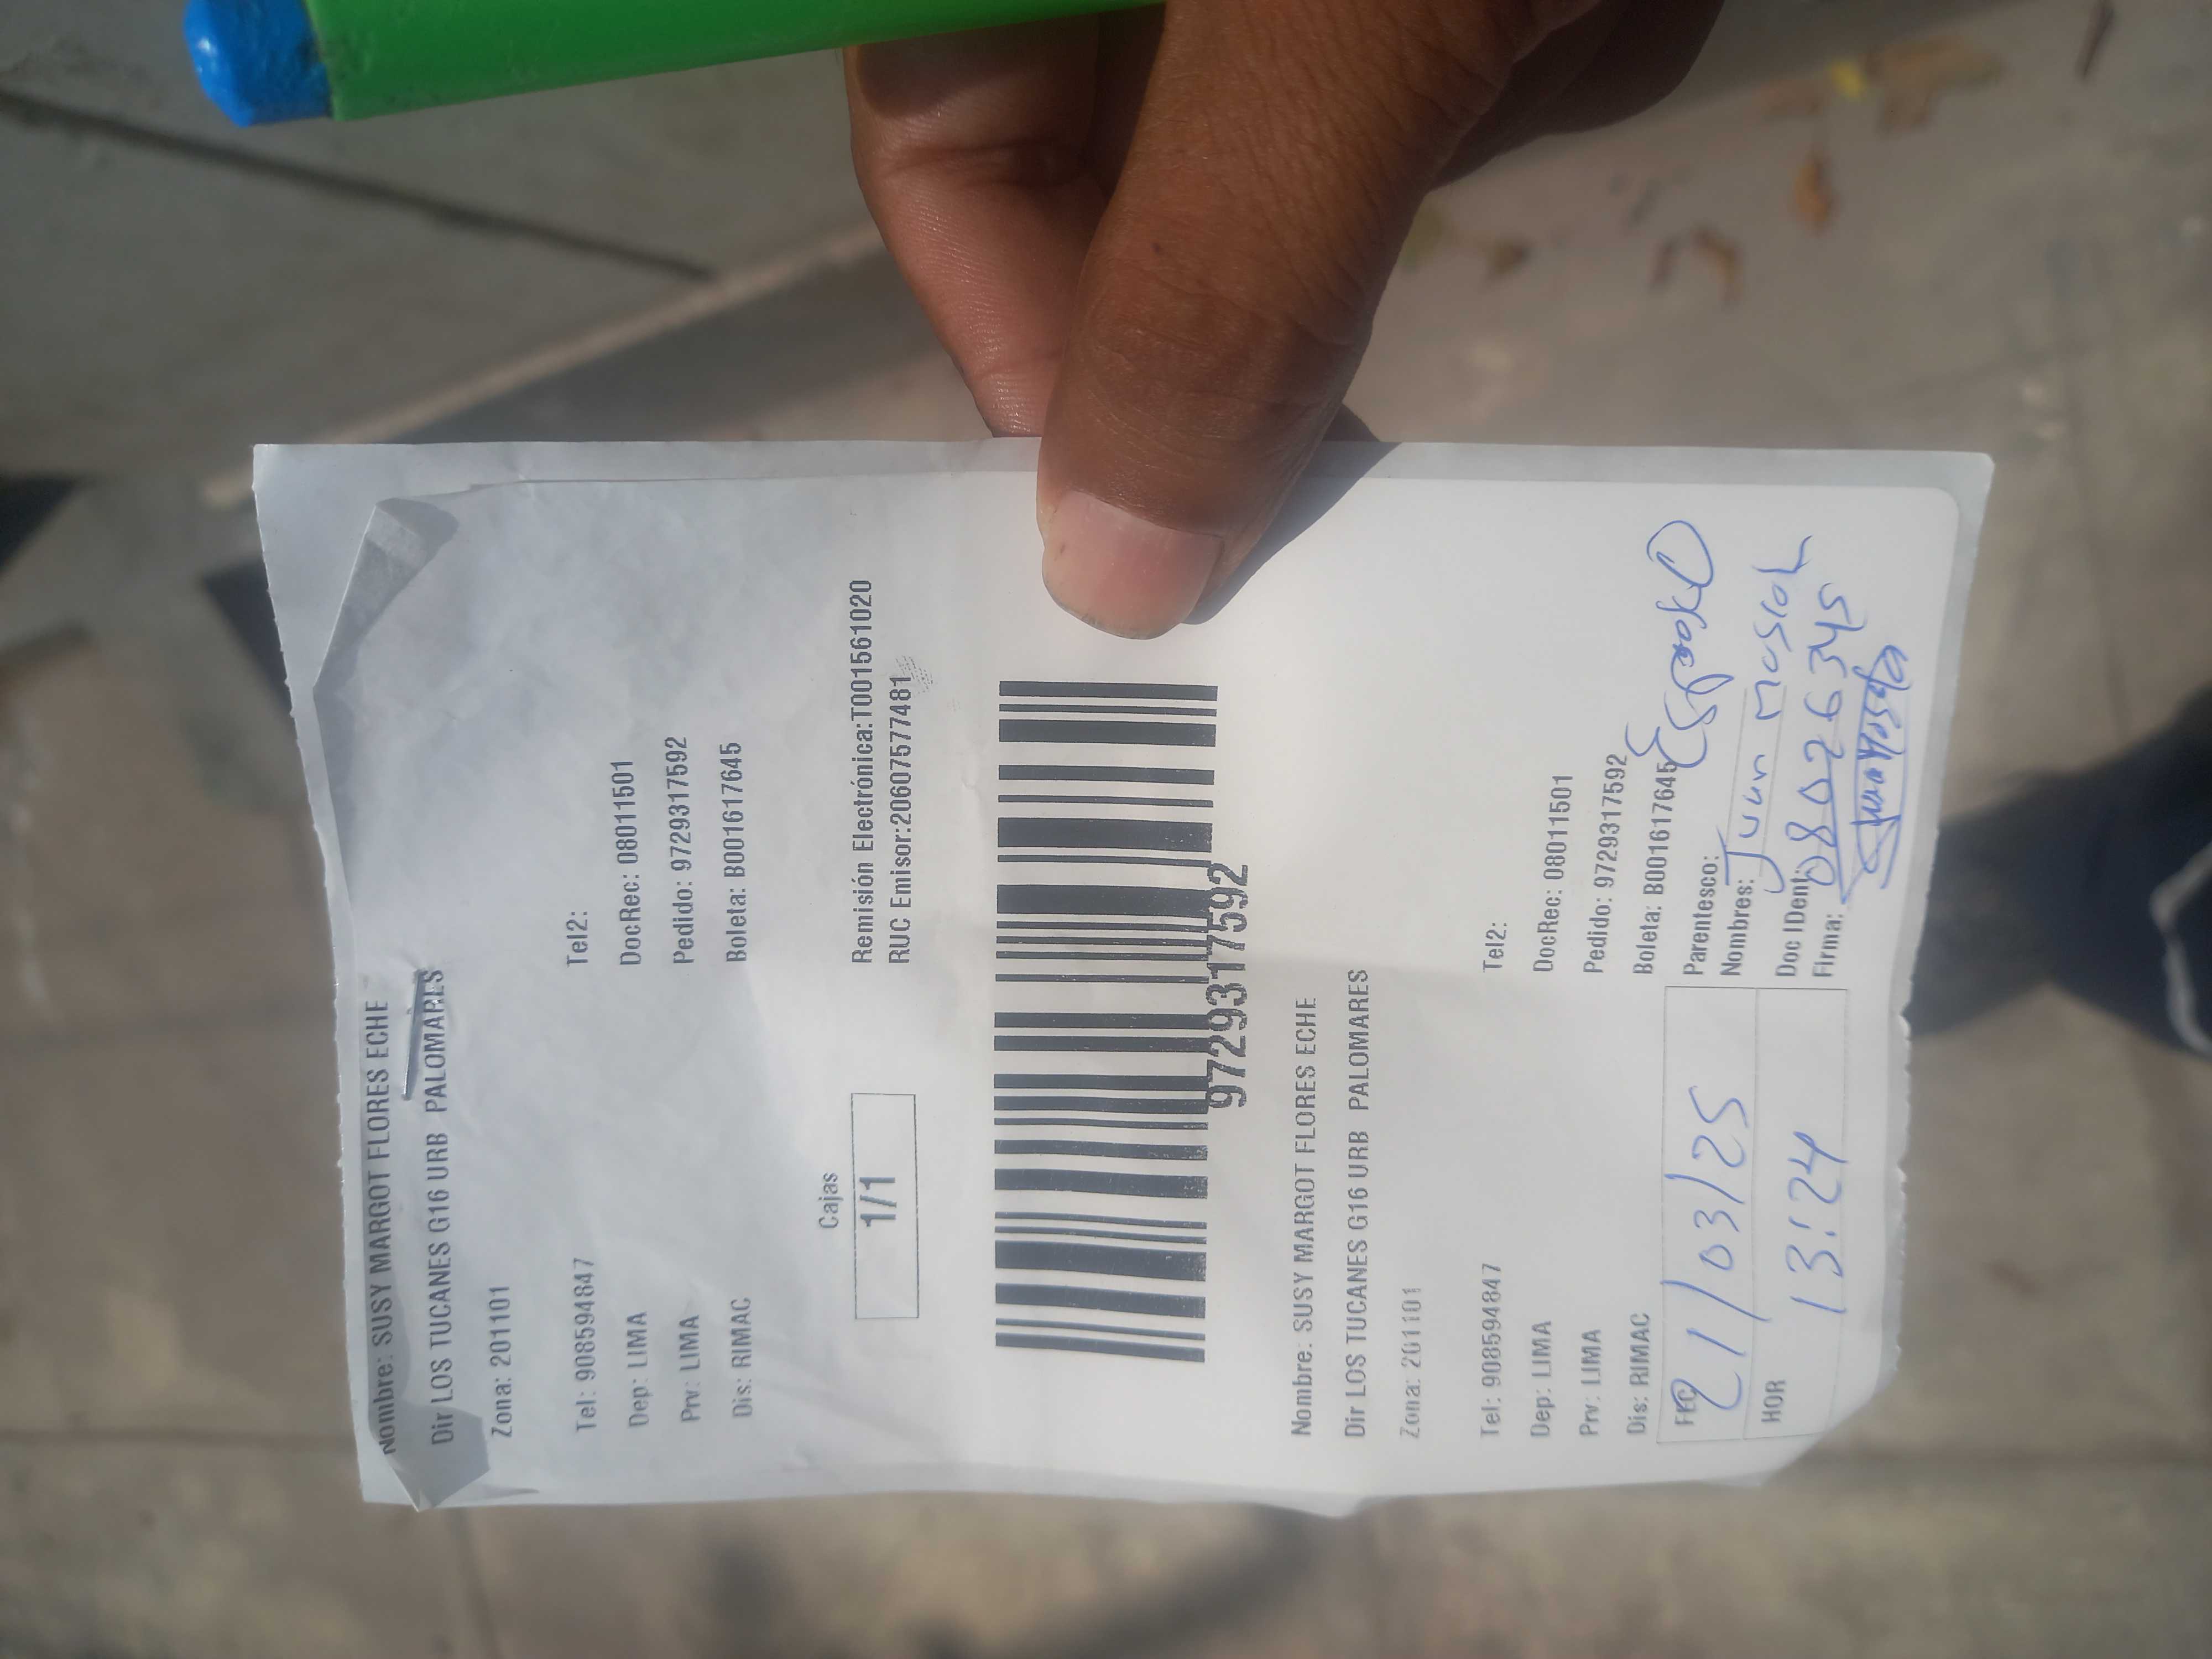 Nombre: SUSY MARGOT FLORES ECHE
Dir LOS TUCANES G16 URB PALOMARES
Zona: 201101
Tel: 908594847 Tel2:
Dep: LIMA DocRec: 08011501
Prv: LIMA Pedido: 9729317592
Dis: RIMAC Boleta: B001617645
Cajas
1/1
Remisión Electrónica:T001561020
RUC Emisor:20607577481
9729317592
Nombre: SUSY MARGOT FLORES ECHE
Dir LOS TUCANES G16 URB PALOMARES
Zona: 201101
Tel: 908594847 Tel2:
Dep: LIMA DocRec: 08011501
Prv: LIMA Pedido: 9729317592
Dis: RIMAC Boleta: B001617645
FEC 21/03/25
HOR 13:24
Parentesco: Esposo
Nombres: Juan
Doc IDent: 08026345
Firma: